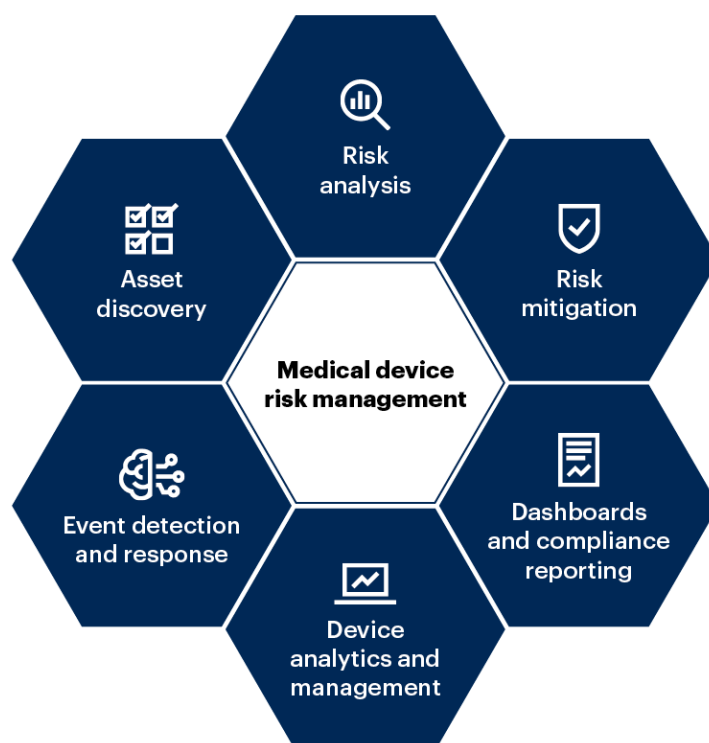 Risk
analysis
Asset
discovery
Risk
mitigation
Medical device
risk management
Event detection
and response
Dashboards
and compliance
reporting
Device
analytics and
management